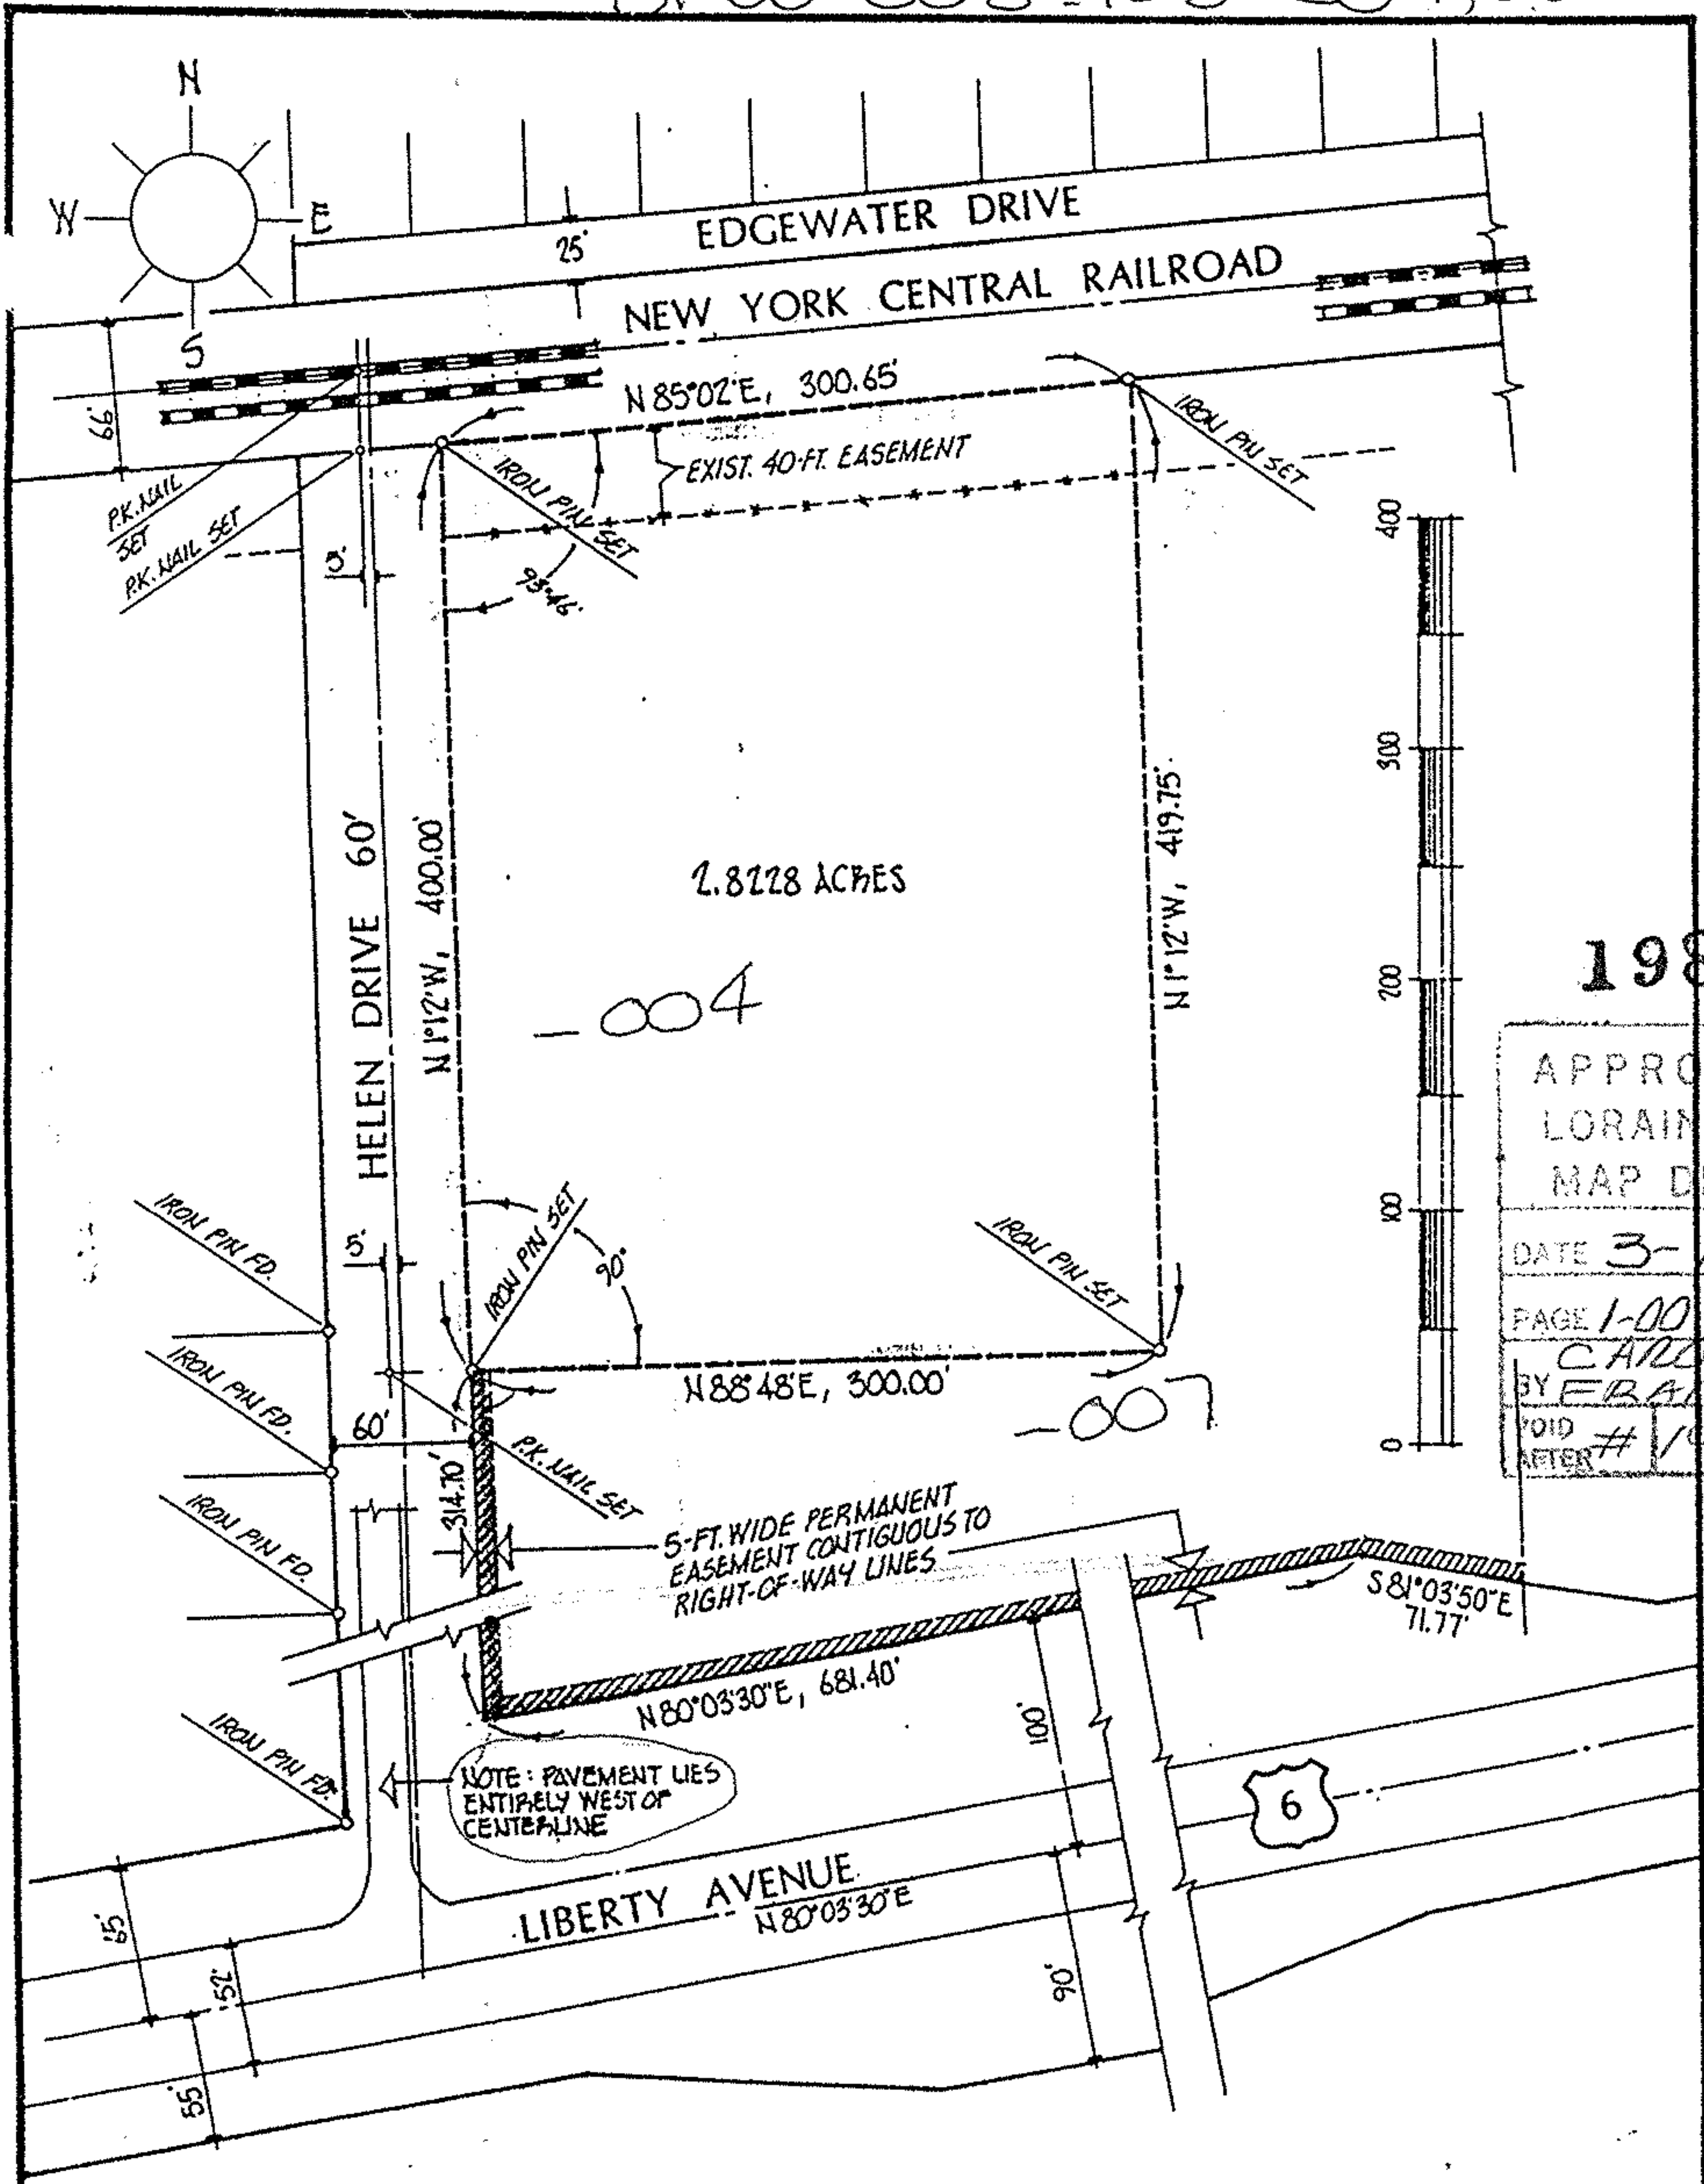 N
W
E
S
25'
EDGEWATER DRIVE
NEW YORK CENTRAL RAILROAD
66'
N 85°02'E, 300.65'
IRON PIN SET
EXIST. 40-FT. EASEMENT
IRON PIN SET
P.K. NAIL
SET
P.K. NAIL SET
5'
93°46'
400
300
200
100
0
HELEN DRIVE 60'
N 1°12'W, 400.00'
2.8228 ACRES
N 1°12'W, 419.75'
- 004
198
APPRO
LORAIN
MAP D
DATE 3-
PAGE 1-00
BY
VOID
AFTER #
IRON PIN FD.
5'
IRON PIN SET
90°
IRON PIN SET
IRON PIN FD.
N 88°48'E, 300.00'
- 007
60'
314.70'
P.K. NAIL SET
IRON PIN FD.
5-FT. WIDE PERMANENT
EASEMENT CONTIGUOUS TO
RIGHT-OF-WAY LINES
S 81°03'50"E
71.77'
N 80°03'30"E, 681.40'
100'
IRON PIN FD.
NOTE: PAVEMENT LIES
ENTIRELY WEST OF
CENTERLINE
6
LIBERTY AVENUE
N 80°03'30"E
65'
52'
55'
90'